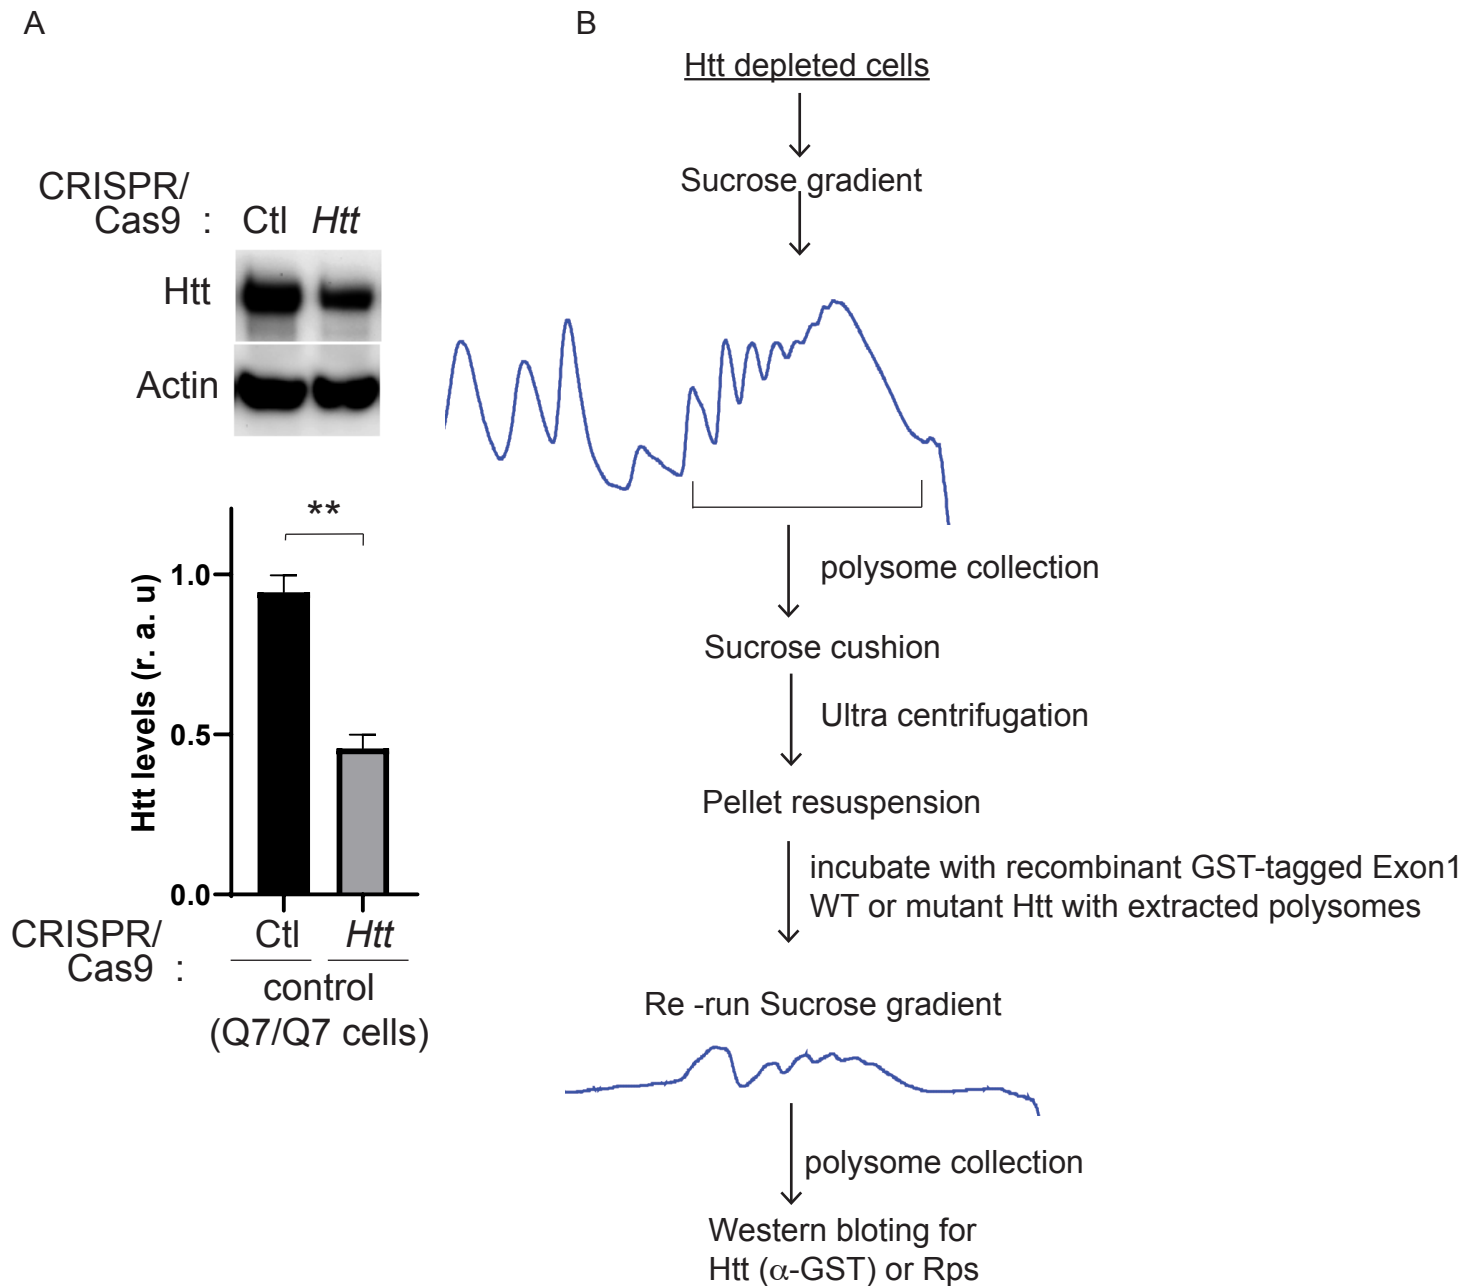 A
CRISPR/
Cas9 : Ctl Htt
Htt
Actin
**
Htt levels (r. a. u)
1.0
0.5
0.0
CRISPR/
Cas9 :
Ctl Htt
control
(Q7/Q7 cells)
B
Htt depleted cells
Sucrose gradient
polysome collection
Sucrose cushion
Ultra centrifugation
Pellet resuspension
incubate with recombinant GST-tagged Exon1
WT or mutant Htt with extracted polysomes
Re -run Sucrose gradient
polysome collection
Western bloting for
Htt (α-GST) or Rps